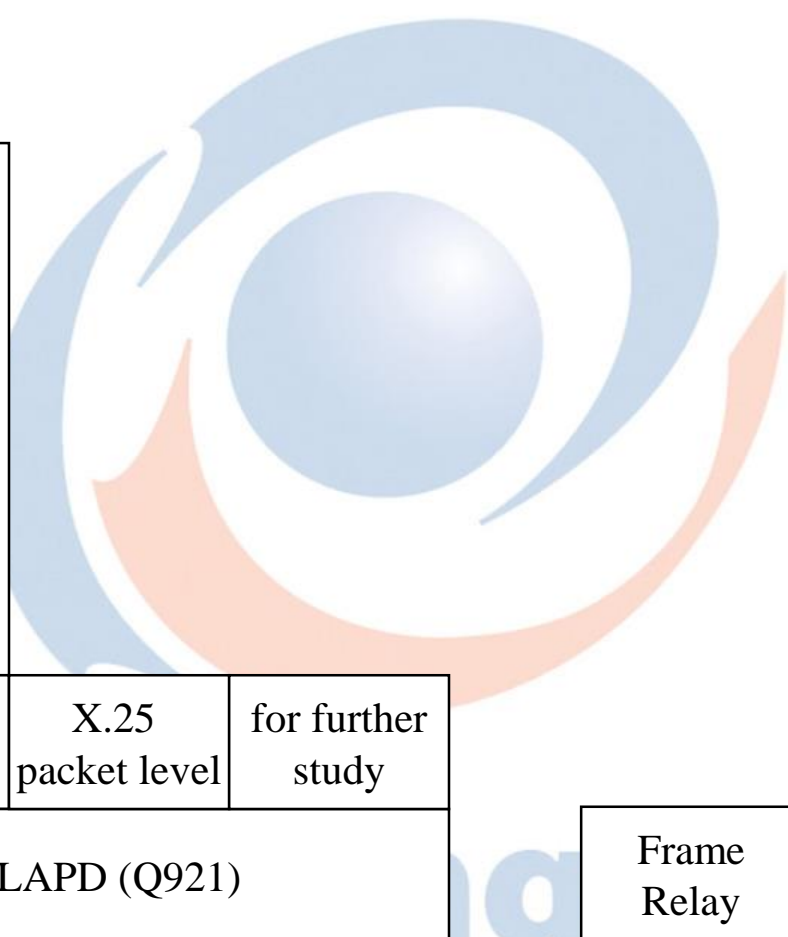 X.25
packet level
for further
study
LAPD (Q921)
Frame
Relay